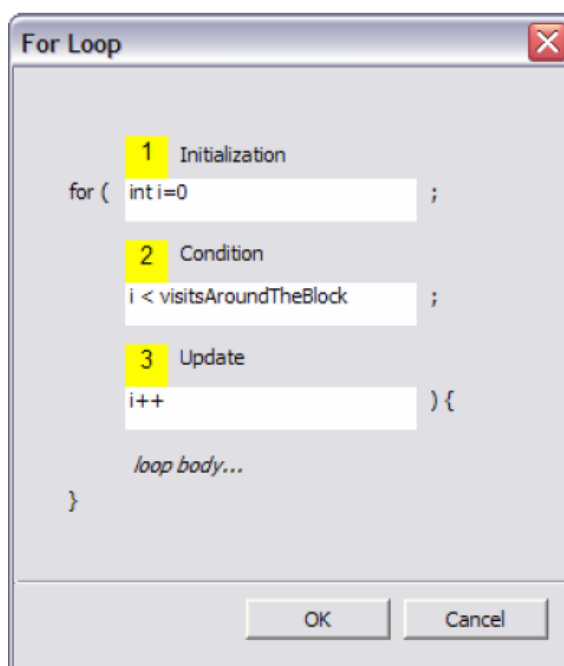 For Loop
1 Initialization
for ( int i=0 ;
2 Condition
i < visitsAroundTheBlock ;
3 Update
i++ ) {
loop body...
}
OK Cancel